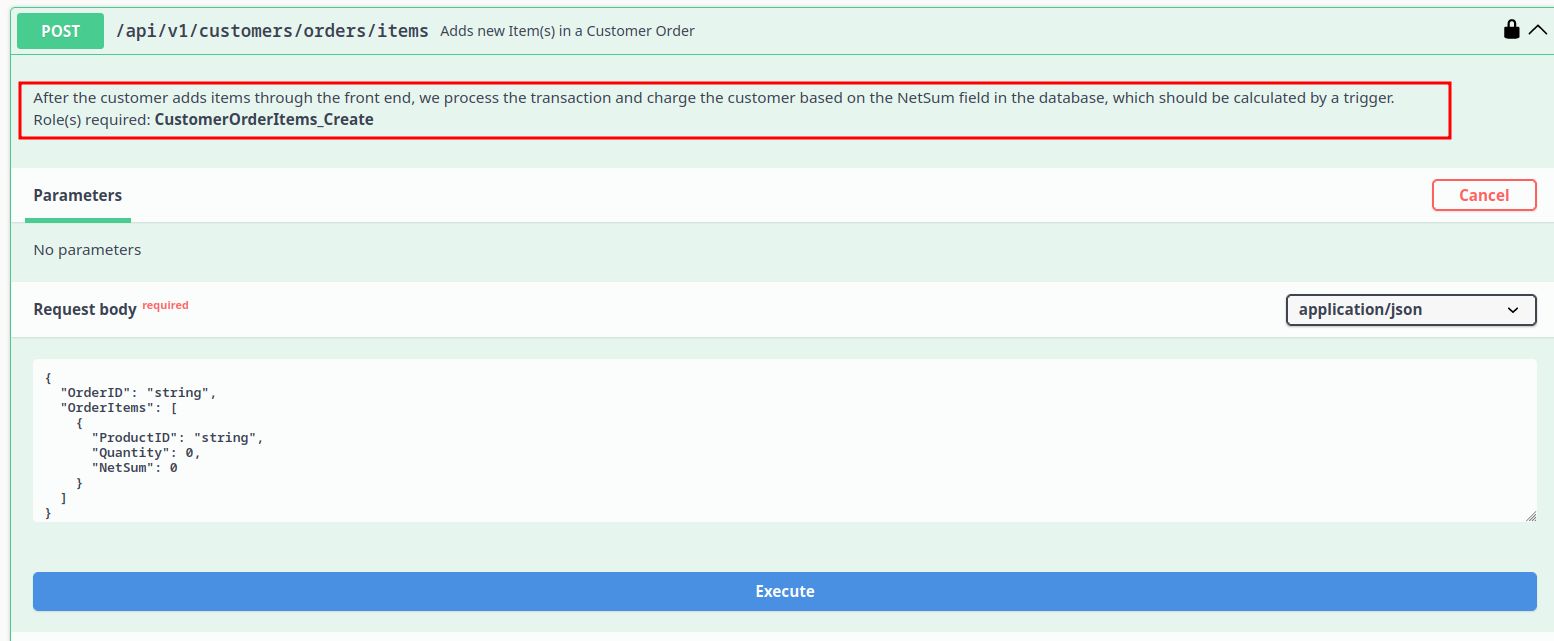 POST /api/v1/customers/orders/items Adds new Item(s) in a Customer Order
After the customer adds items through the front end, we process the transaction and charge the customer based on the NetSum field in the database, which should be calculated by a trigger.
Role(s) required: CustomerOrderItems_Create
Parameters Cancel
No parameters
Request body required application/json
{
  "OrderID": "string",
  "OrderItems": [
    {
      "ProductID": "string",
      "Quantity": 0,
      "NetSum": 0
    }
  ]
}
Execute